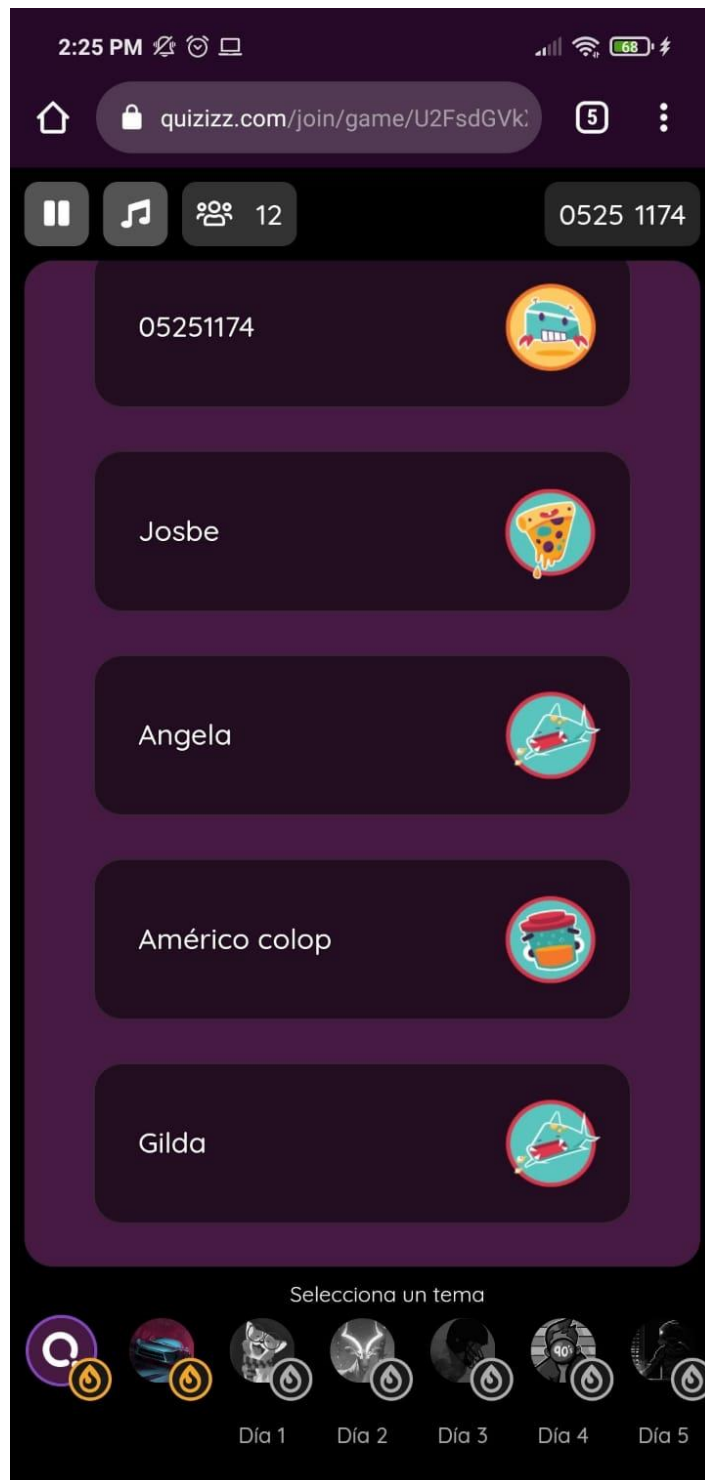 2:25 PM 68
quizizz.com/join/game/U2FsdGVk 5
12 0525 1174
05251174
Josbe
Angela
Américo colop
Gilda
Selecciona un tema
90's
Día 1 Día 2 Día 3 Día 4 Día 5